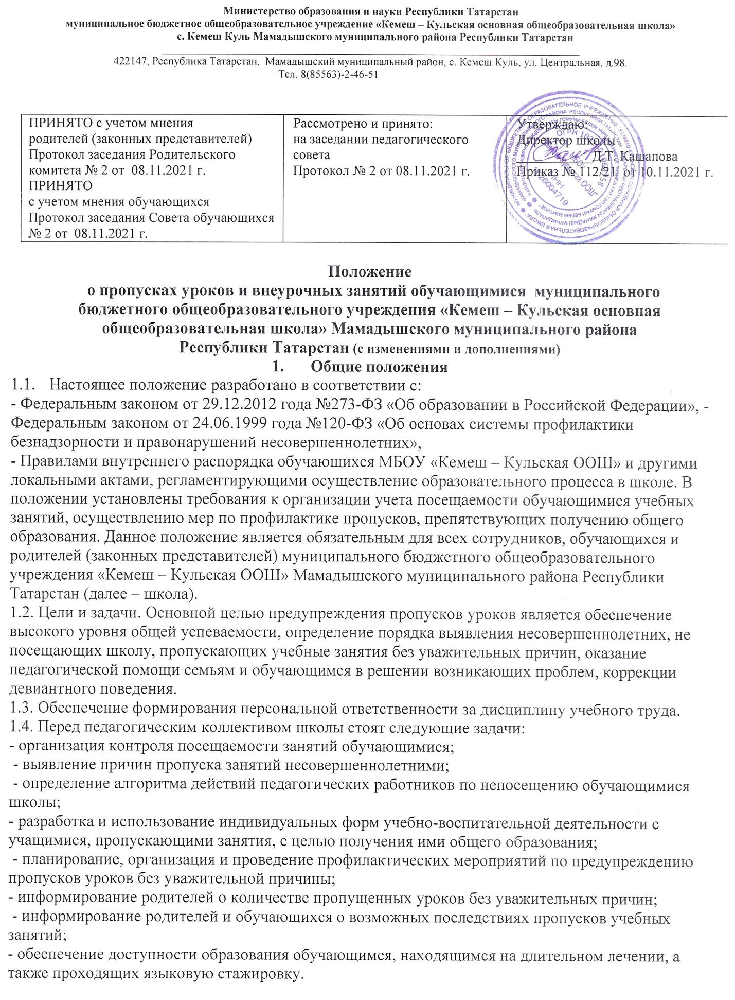 Министерство образования и науки Республики Татарстан
муниципальное бюджетное общеобразовательное учреждение «Кемеш – Кульская основная общеобразовательная школа»
с. Кемеш Куль Мамадышского муниципального района Республики Татарстан
422147, Республика Татарстан, Мамадышский муниципальный район, с. Кемеш Куль, ул. Центральная, д.98.
Тел. 8(85563)-2-46-51
ПРИНЯТО с учетом мнения
родителей (законных представителей)
Протокол заседания Родительского
комитета № 2 от 08.11.2021 г.
ПРИНЯТО
с учетом мнения обучающихся
Протокол заседания Совета обучающихся
№ 2 от 08.11.2021 г.
Рассмотрено и принято:
на заседании педагогического
совета
Протокол № 2 от 08.11.2021 г.
Утверждаю:
Директор школы
___________Д.Т. Кашапова
Приказ № 112/21 от 10.11.2021 г.
Положение
о пропусках уроков и внеурочных занятий обучающимися муниципального
бюджетного общеобразовательного учреждения «Кемеш – Кульская основная
общеобразовательная школа» Мамадышского муниципального района
Республики Татарстан (с изменениями и дополнениями)
1. Общие положения
1.1. Настоящее положение разработано в соответствии с:
- Федеральным законом от 29.12.2012 года №273-ФЗ «Об образовании в Российской Федерации», -
Федеральным законом от 24.06.1999 года №120-ФЗ «Об основах системы профилактики
безнадзорности и правонарушений несовершеннолетних»,
- Правилами внутреннего распорядка обучающихся МБОУ «Кемеш – Кульская ООШ» и другими
локальными актами, регламентирующими осуществление образовательного процесса в школе. В
положении установлены требования к организации учета посещаемости обучающимися учебных
занятий, осуществлению мер по профилактике пропусков, препятствующих получению общего
образования. Данное положение является обязательным для всех сотрудников, обучающихся и
родителей (законных представителей) муниципального бюджетного общеобразовательного
учреждения «Кемеш – Кульская ООШ» Мамадышского муниципального района Республики
Татарстан (далее – школа).
1.2. Цели и задачи. Основной целью предупреждения пропусков уроков является обеспечение
высокого уровня общей успеваемости, определение порядка выявления несовершеннолетних, не
посещающих школу, пропускающих учебные занятия без уважительных причин, оказание
педагогической помощи семьям и обучающимся в решении возникающих проблем, коррекции
девиантного поведения.
1.3. Обеспечение формирования персональной ответственности за дисциплину учебного труда.
1.4. Перед педагогическим коллективом школы стоят следующие задачи:
- организация контроля посещаемости занятий обучающимися;
- выявление причин пропуска занятий несовершеннолетними;
- определение алгоритма действий педагогических работников по непосещению обучающимися
школы;
- разработка и использование индивидуальных форм учебно-воспитательной деятельности с
учащимися, пропускающими занятия, с целью получения ими общего образования;
- планирование, организация и проведение профилактических мероприятий по предупреждению
пропусков уроков без уважительной причины;
- информирование родителей о количестве пропущенных уроков без уважительных причин;
- информирование родителей и обучающихся о возможных последствиях пропусков учебных
занятий;
- обеспечение доступности образования обучающимся, находящимся на длительном лечении, а
также проходящих языковую стажировку.